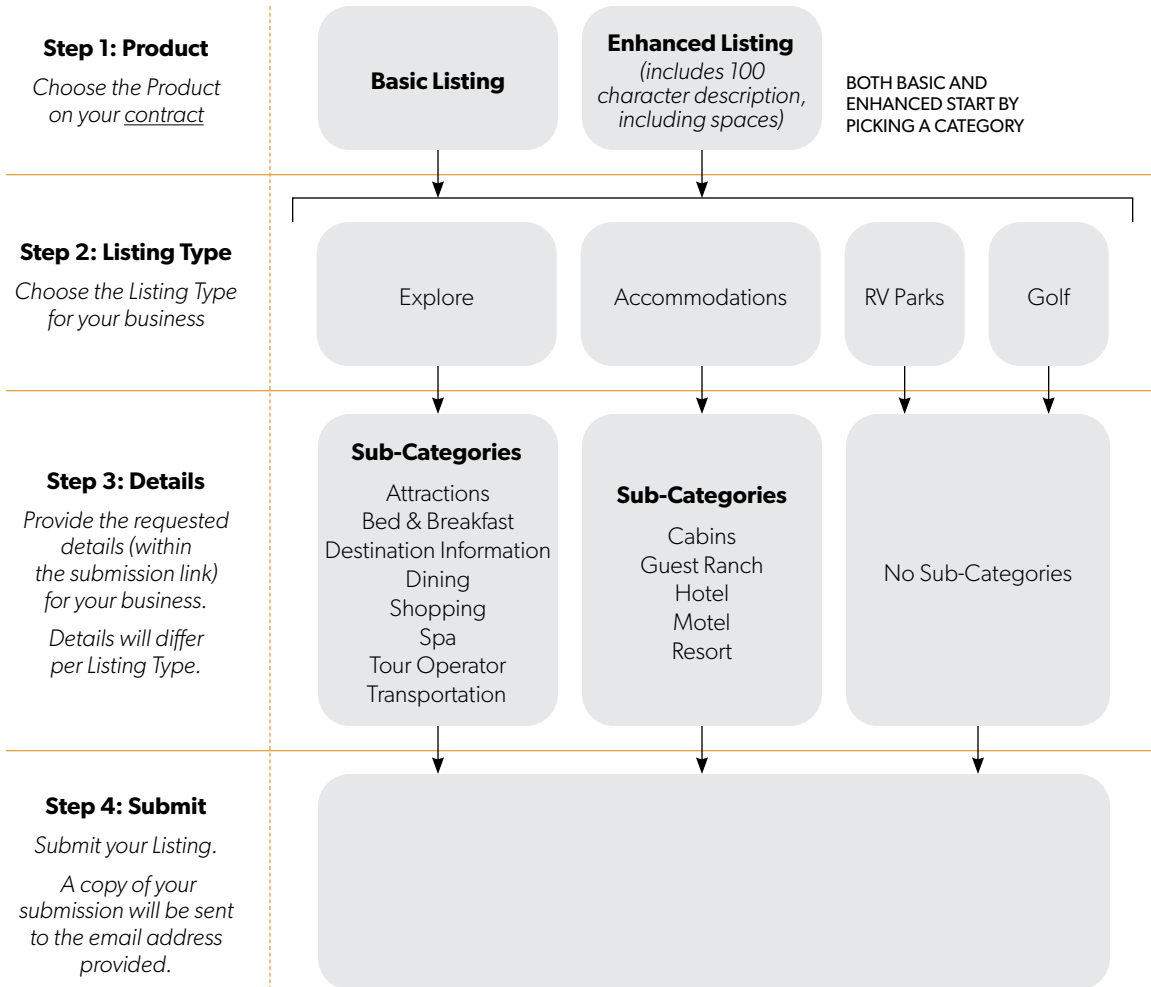 Step 1: Product
Choose the Product
on your contract
Basic Listing
Enhanced Listing
(includes 100
character description,
including spaces)
BOTH BASIC AND
ENHANCED START BY
PICKING A CATEGORY
Step 2: Listing Type
Choose the Listing Type
for your business
Explore
Accommodations
RV Parks
Golf
Step 3: Details
Provide the requested
details (within
the submission link)
for your business.
Details will differ
per Listing Type.
Sub-Categories
Attractions
Bed & Breakfast
Destination Information
Dining
Shopping
Spa
Tour Operator
Transportation
Sub-Categories
Cabins
Guest Ranch
Hotel
Motel
Resort
No Sub-Categories
Step 4: Submit
Submit your Listing.
A copy of your
submission will be sent
to the email address
provided.